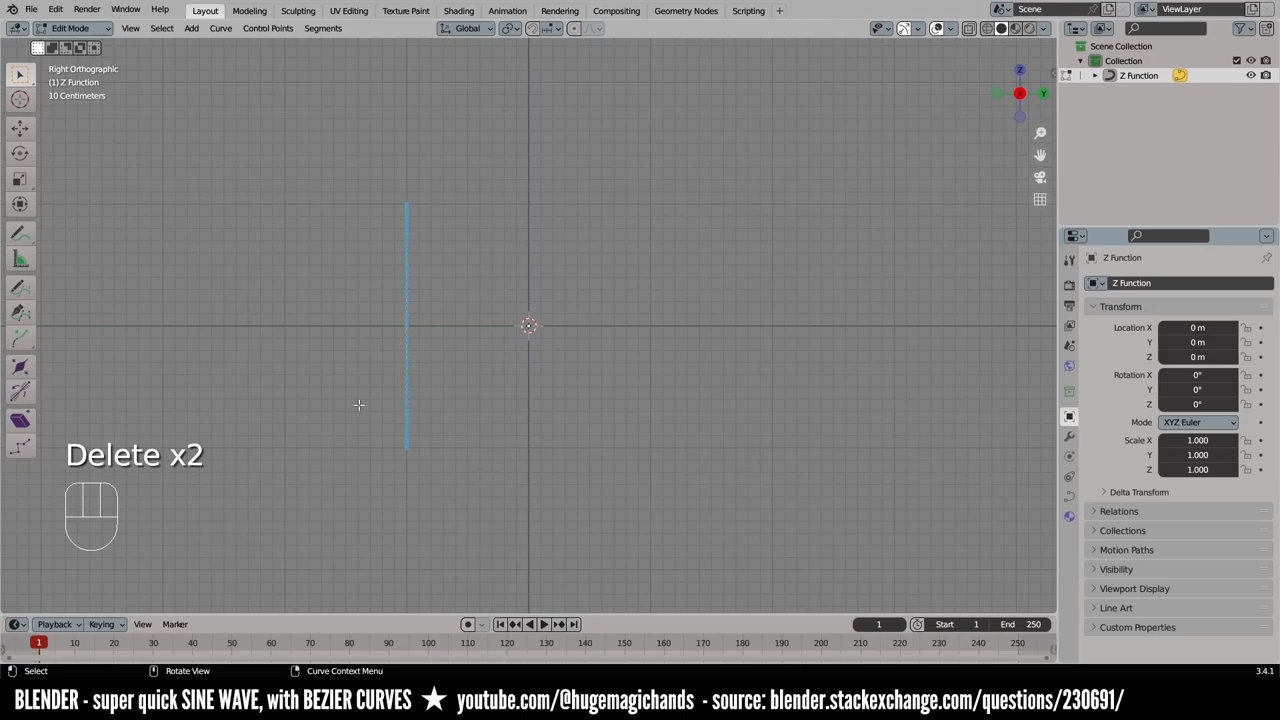 File Edit Render Window Help Layout Modeling Sculpting UV Editing Texture Paint Shading Animation Rendering Compositing Geometry Nodes Scripting + Scene ViewLayer
Edit Mode View Select Add Curve Control Points Segments Global
Right Orthographic
(1) Z Function
10 Centimeters
Z
X
Y
Scene Collection
Collection
Z Function
Z Function
Z Function
Transform
Location X 0 m
Y 0 m
Z 0 m
Rotation X 0°
Y 0°
Z 0°
Mode XYZ Euler
Scale X 1.000
Y 1.000
Z 1.000
Delta Transform
Relations
Collections
Motion Paths
Visibility
Viewport Display
Line Art
Custom Properties
Delete x2
Playback Keying View Marker 1 Start 1 End 250
1 10 20 30 40 50 60 70 80 90 100 110 120 130 140 150 160 170 180 190 200 210 220 230 240 250
Select Rotate View Curve Context Menu 3.4.1
BLENDER - super quick SINE WAVE, with BEZIER CURVES ★ youtube.com/@hugemagichands - source: blender.stackexchange.com/questions/230691/